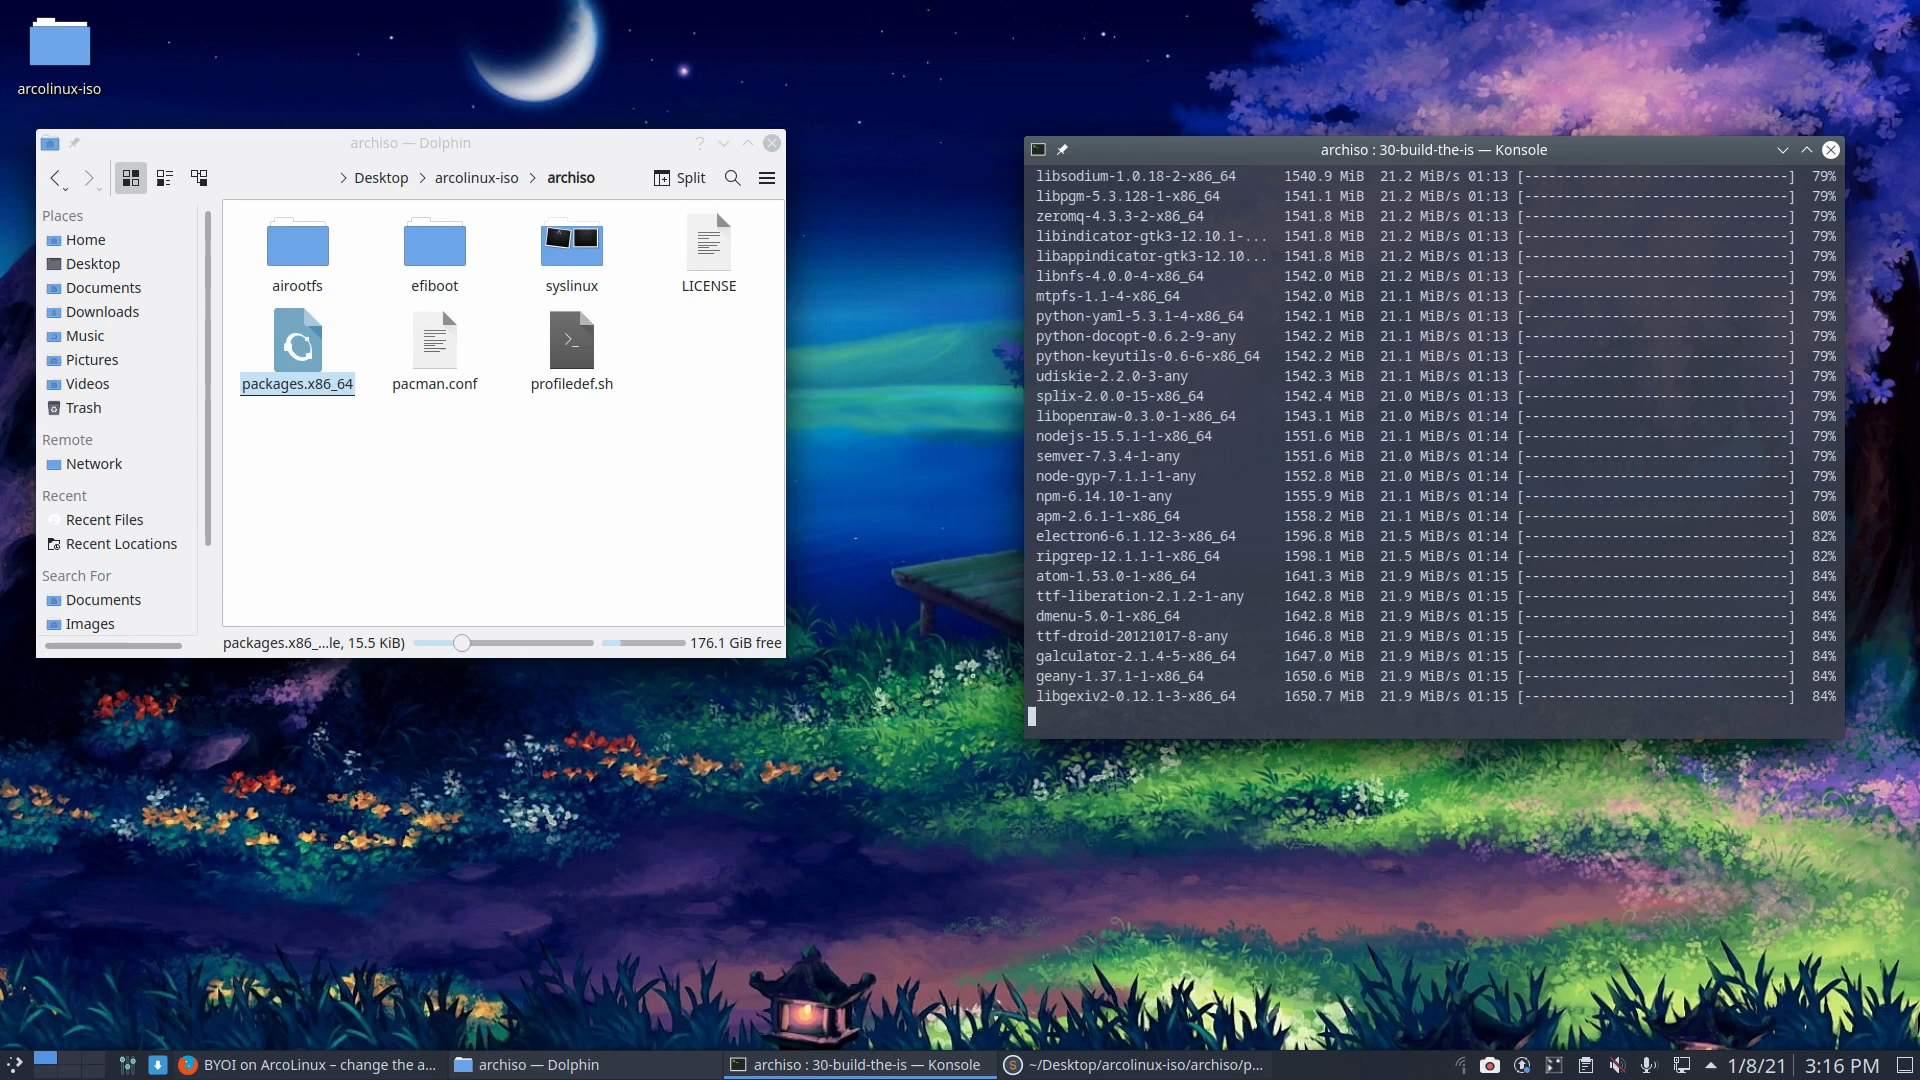 arcolinux-iso
archiso — Dolphin
Desktop
arcolinux-iso
archiso
Split
Places
Home
Desktop
Documents
Downloads
Music
Pictures
Videos
Trash
Remote
Network
Recent
Recent Files
Recent Locations
Search For
Documents
Images
airootfs
efiboot
syslinux
LICENSE
packages.x86_64
pacman.conf
profiledef.sh
packages.x86_...le, 15.5 KiB)
176.1 GiB free
archiso : 30-build-the-is — Konsole
libsodium-1.0.18-2-x86_64 1540.9 MiB 21.2 MiB/s 01:13 [---------------------------------] 79%
libpgm-5.3.128-1-x86_64 1541.1 MiB 21.2 MiB/s 01:13 [---------------------------------] 79%
zeromq-4.3.3-2-x86_64 1541.8 MiB 21.2 MiB/s 01:13 [---------------------------------] 79%
libindicator-gtk3-12.10.1-... 1541.8 MiB 21.2 MiB/s 01:13 [---------------------------------] 79%
libappindicator-gtk3-12.10... 1541.8 MiB 21.2 MiB/s 01:13 [---------------------------------] 79%
libnfs-4.0.0-4-x86_64 1542.0 MiB 21.2 MiB/s 01:13 [---------------------------------] 79%
mtpfs-1.1-4-x86_64 1542.0 MiB 21.1 MiB/s 01:13 [---------------------------------] 79%
python-yaml-5.3.1-4-x86_64 1542.1 MiB 21.1 MiB/s 01:13 [---------------------------------] 79%
python-docopt-0.6.2-9-any 1542.2 MiB 21.1 MiB/s 01:13 [---------------------------------] 79%
python-keyutils-0.6-6-x86_64 1542.2 MiB 21.1 MiB/s 01:13 [---------------------------------] 79%
udiskie-2.2.0-3-any 1542.3 MiB 21.1 MiB/s 01:13 [---------------------------------] 79%
splix-2.0.0-15-x86_64 1542.4 MiB 21.0 MiB/s 01:13 [---------------------------------] 79%
libopenraw-0.3.0-1-x86_64 1543.1 MiB 21.0 MiB/s 01:14 [---------------------------------] 79%
nodejs-15.5.1-1-x86_64 1551.6 MiB 21.1 MiB/s 01:14 [---------------------------------] 79%
semver-7.3.4-1-any 1551.6 MiB 21.0 MiB/s 01:14 [---------------------------------] 79%
node-gyp-7.1.1-1-any 1552.8 MiB 21.0 MiB/s 01:14 [---------------------------------] 79%
npm-6.14.10-1-any 1555.9 MiB 21.1 MiB/s 01:14 [---------------------------------] 79%
apm-2.6.1-1-x86_64 1558.2 MiB 21.1 MiB/s 01:14 [---------------------------------] 80%
electron6-6.1.12-3-x86_64 1596.8 MiB 21.5 MiB/s 01:14 [---------------------------------] 82%
ripgrep-12.1.1-1-x86_64 1598.1 MiB 21.5 MiB/s 01:14 [---------------------------------] 82%
atom-1.53.0-1-x86_64 1641.3 MiB 21.9 MiB/s 01:15 [---------------------------------] 84%
ttf-liberation-2.1.2-1-any 1642.8 MiB 21.9 MiB/s 01:15 [---------------------------------] 84%
dmenu-5.0-1-x86_64 1642.8 MiB 21.9 MiB/s 01:15 [---------------------------------] 84%
ttf-droid-20121017-8-any 1646.8 MiB 21.9 MiB/s 01:15 [---------------------------------] 84%
galculator-2.1.4-5-x86_64 1647.0 MiB 21.9 MiB/s 01:15 [---------------------------------] 84%
geany-1.37.1-1-x86_64 1650.6 MiB 21.9 MiB/s 01:15 [---------------------------------] 84%
libgexiv2-0.12.1-3-x86_64 1650.7 MiB 21.9 MiB/s 01:15 [---------------------------------] 84%
BYOI on ArcoLinux – change the a...
archiso — Dolphin
archiso : 30-build-the-is — Konsole
~/Desktop/arcolinux-iso/archiso/p...
1/8/21
3:16 PM